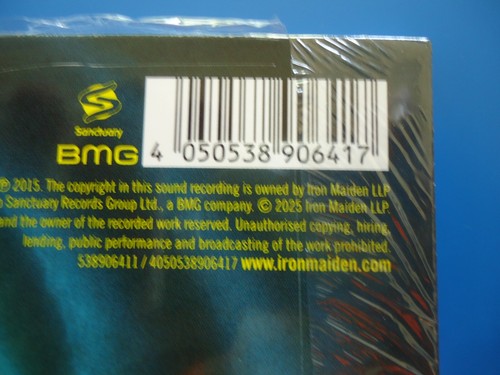 Sanctuary
BMG
4 050538 906417
℗ 2015. The copyright in this sound recording is owned by Iron Maiden LLP
Sanctuary Records Group Ltd., a BMG company. © 2025 Iron Maiden LLP.
and the owner of the recorded work reserved. Unauthorised copying, hiring,
lending, public performance and broadcasting of the work prohibited.
538906411 / 4050538906417 www.ironmaiden.com